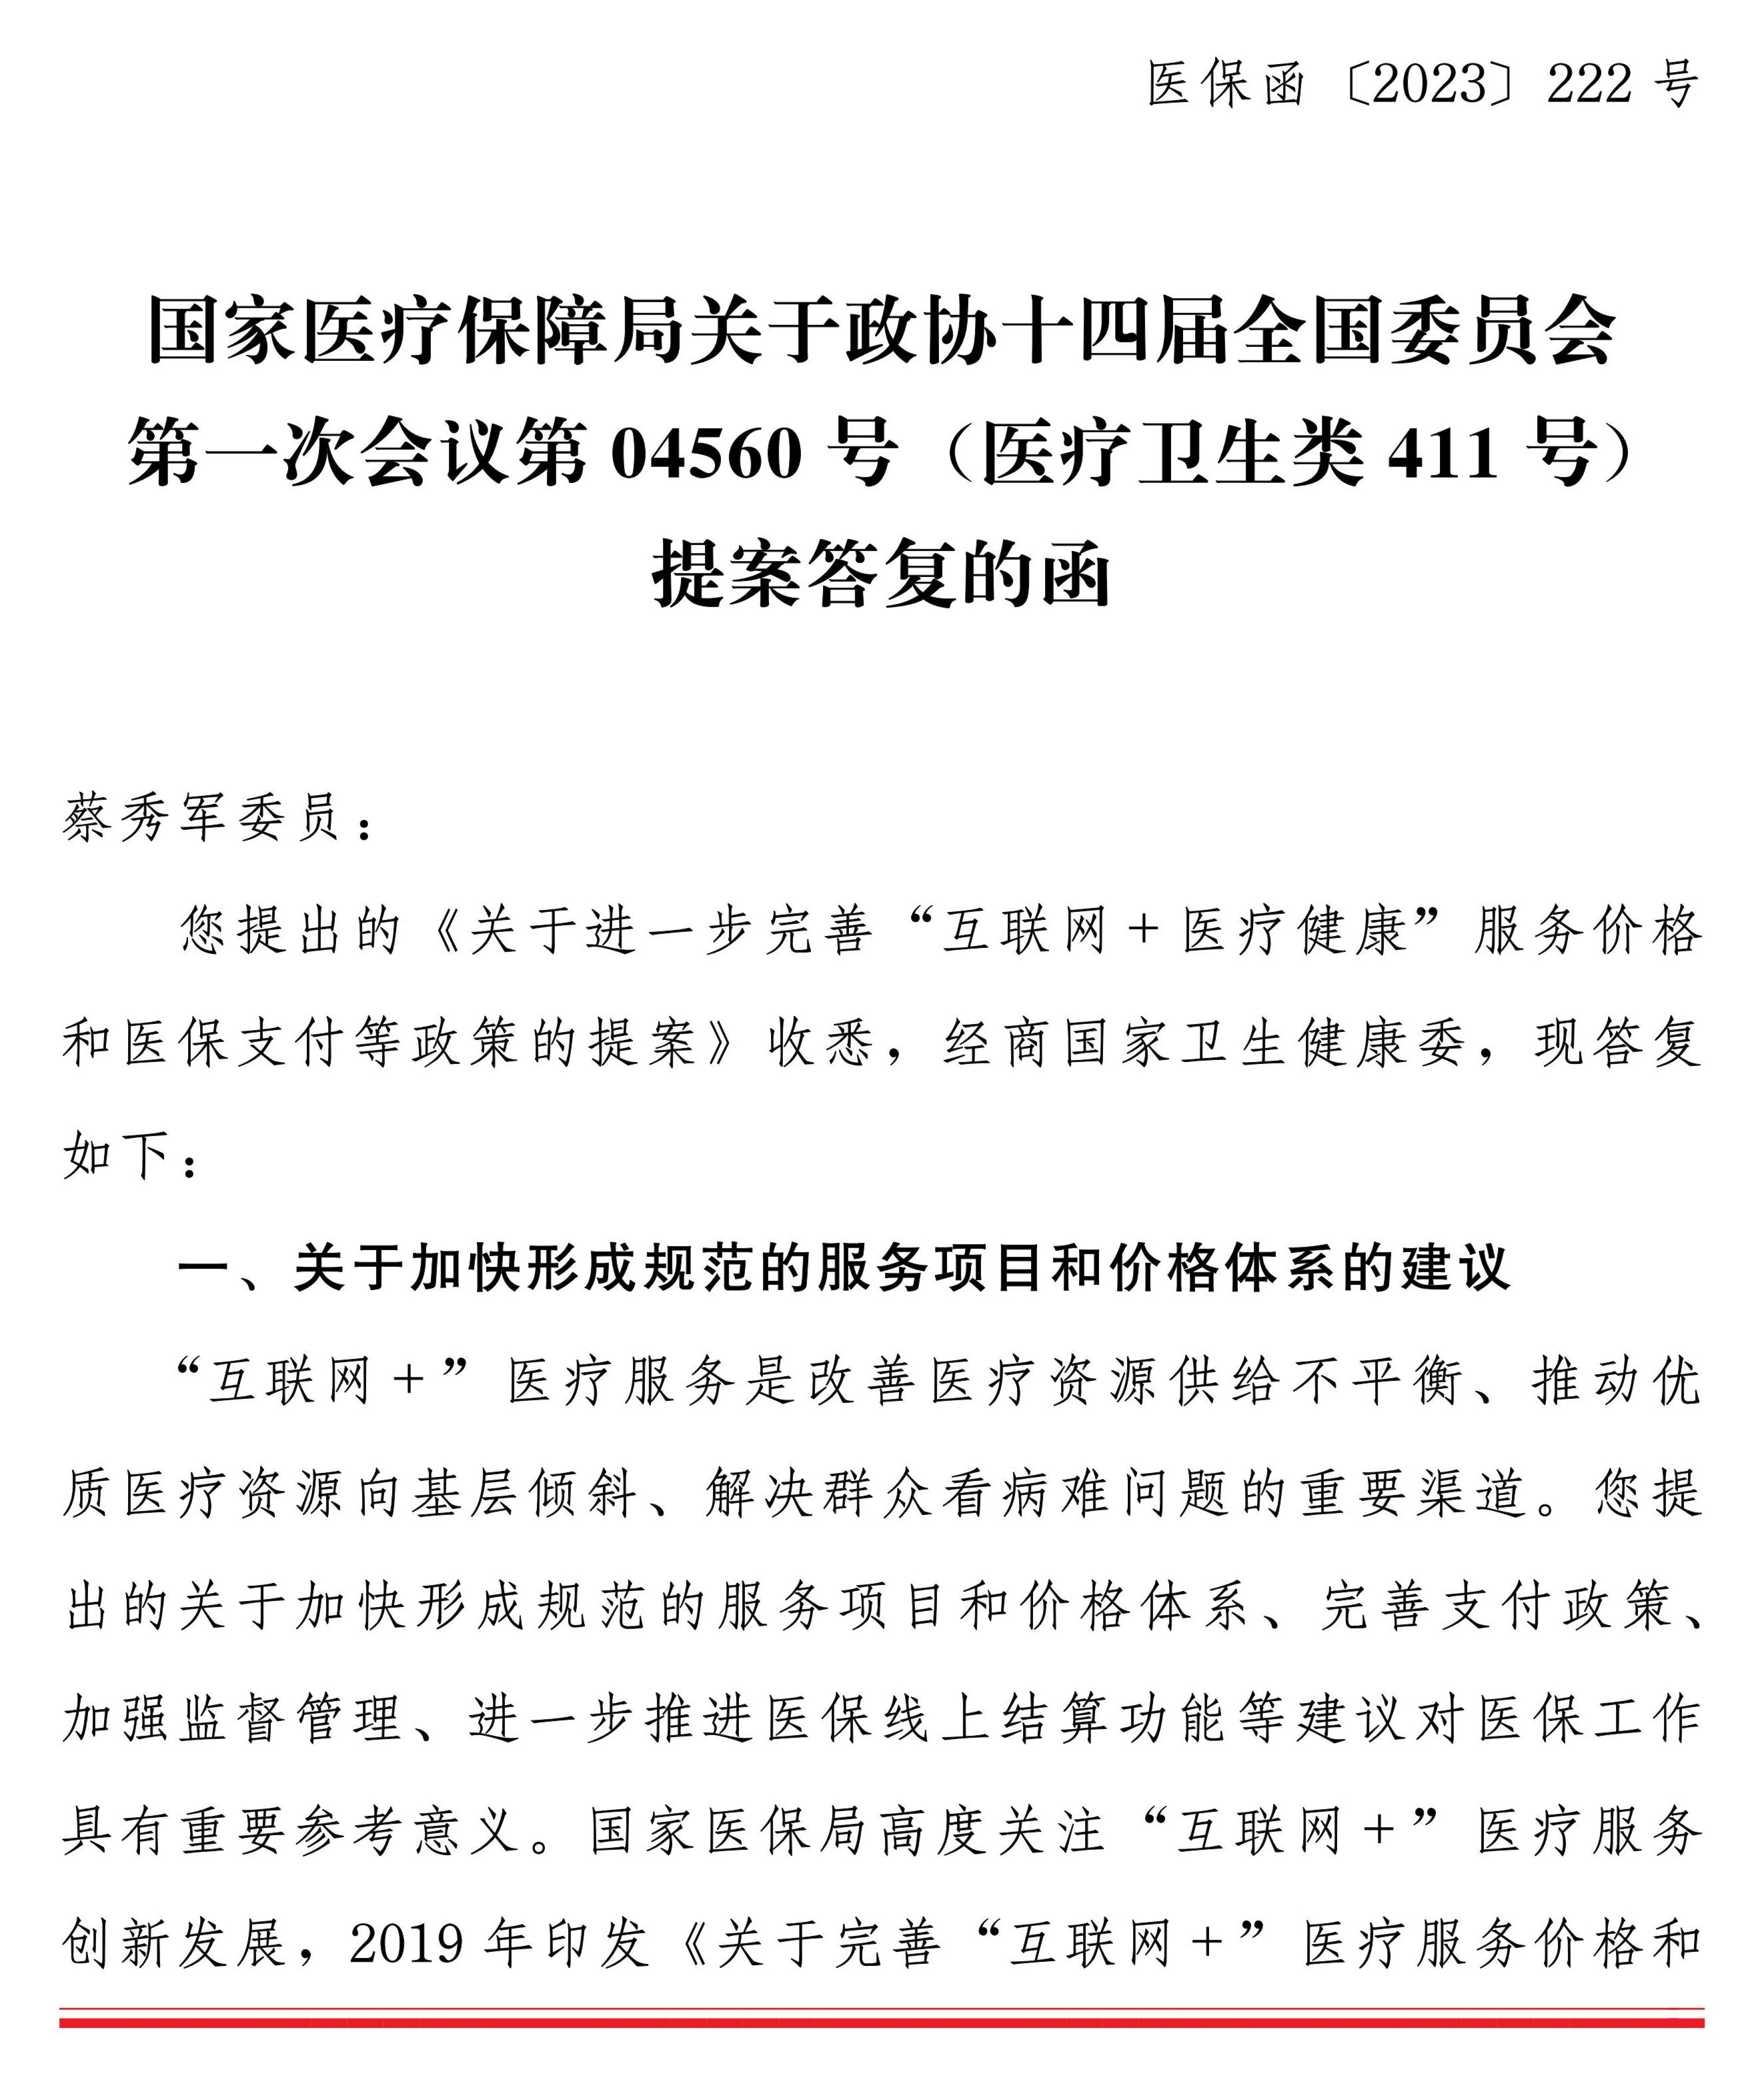 医保函〔2023〕222 号
国家医疗保障局关于政协十四届全国委员会
第一次会议第 04560 号（医疗卫生类 411 号）
提案答复的函
蔡秀军委员：
您提出的《关于进一步完善“互联网+医疗健康”服务价格
和医保支付等政策的提案》收悉，经商国家卫生健康委，现答复
如下：
一、关于加快形成规范的服务项目和价格体系的建议
“互联网+”医疗服务是改善医疗资源供给不平衡、推动优
质医疗资源向基层倾斜、解决群众看病难问题的重要渠道。您提
出的关于加快形成规范的服务项目和价格体系、完善支付政策、
加强监督管理、进一步推进医保线上结算功能等建议对医保工作
具有重要参考意义。国家医保局高度关注“互联网+”医疗服务
创新发展，2019 年印发《关于完善“互联网+”医疗服务价格和